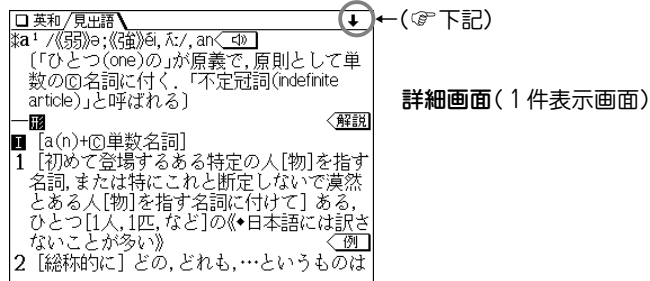 英和/見出語
⬇ ←(☞下記)
⁑a¹ /《弱》ə;《強》éi, ʌ́:/, an
〔「ひとつ(one)の」が原義で,原則として単
数のⒸ名詞に付く.「不定冠詞(indefinite
article)」と呼ばれる〕
詳細画面(1件表示画面)
―形 解説
Ⅰ [a(n)+Ⓒ単数名詞]
1 [初めて登場するある特定の人[物]を指す
名詞,または特にこれと断定しないで漠然
とある人[物]を指す名詞に付けて] ある,
ひとつ[1人,1匹,など]の《◆日本語には訳さ
ないことが多い》 例
2 [総称的に] どの,どれも,…というものは